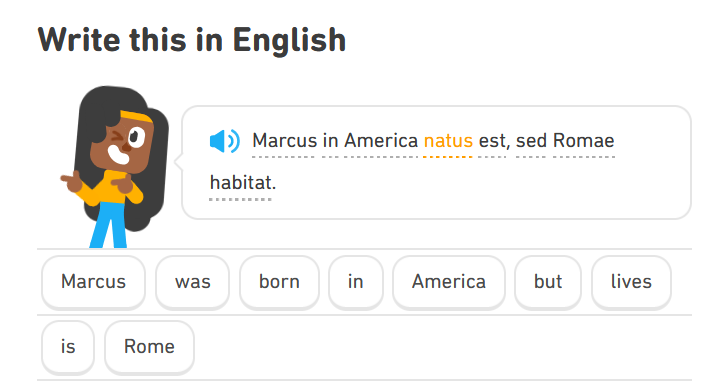 Write this in English
Marcus in America natus est, sed Romae
habitat.
Marcus was born in America but lives
is Rome